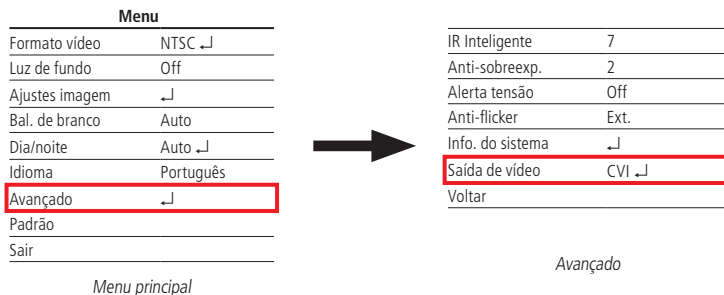 Menu
Formato vídeo NTSC ↵
Luz de fundo Off
Ajustes imagem ↵
Bal. de branco Auto
Dia/noite Auto ↵
Idioma Português
Avançado ↵
Padrão
Sair
Menu principal
IR Inteligente 7
Anti-sobreexp. 2
Alerta tensão Off
Anti-flicker Ext.
Info. do sistema ↵
Saída de vídeo CVI ↵
Voltar
Avançado